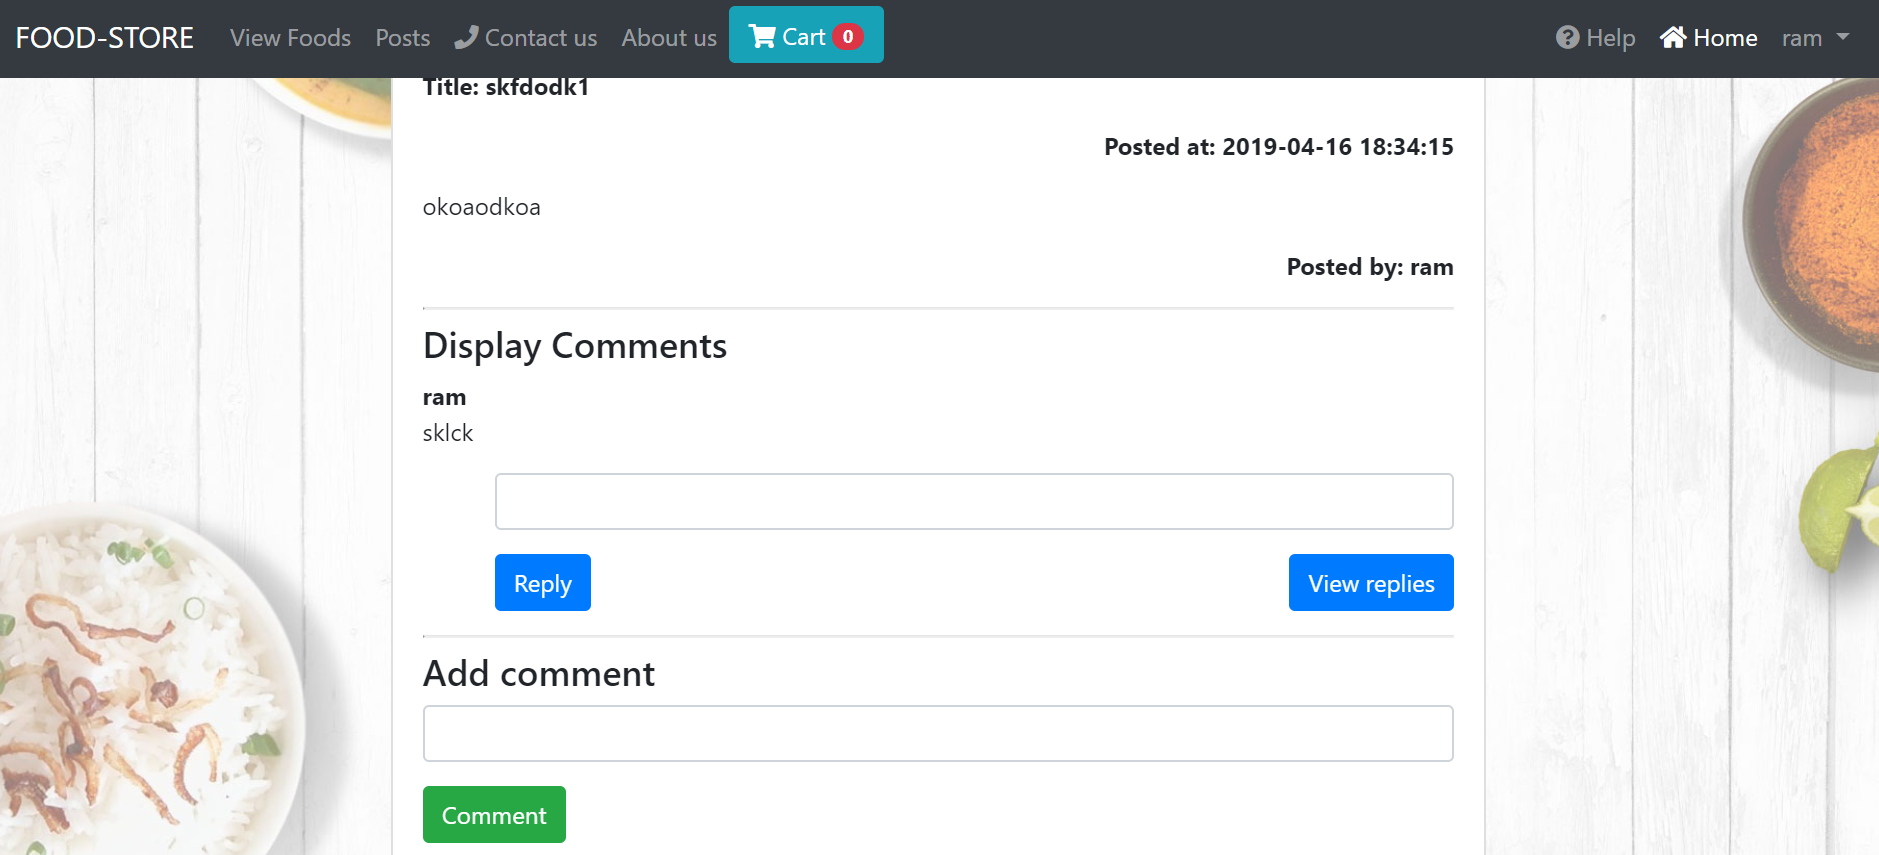 FOOD-STORE View Foods Posts Contact us About us Cart 0 Help Home ram
Title: skfdodk1
Posted at: 2019-04-16 18:34:15
okoaodkoa
Posted by: ram
Display Comments
ram
sklck
Reply View replies
Add comment
Comment